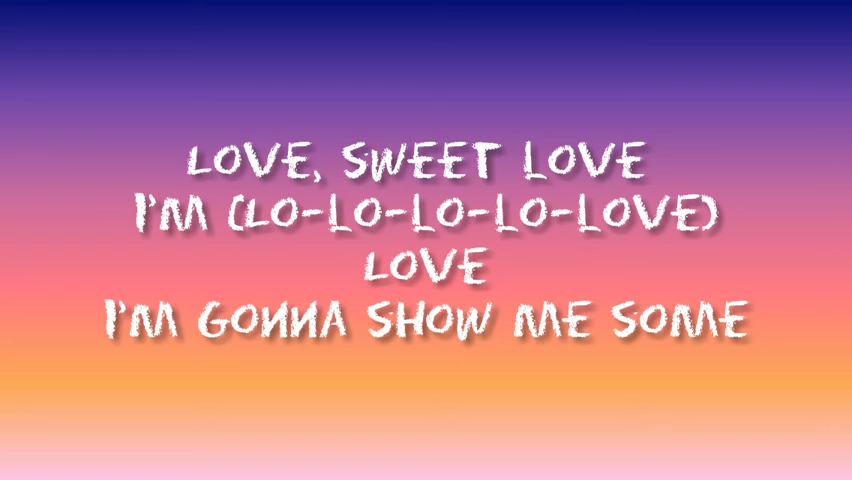 LOVE, SWEET LOVE
I'M (LO-LO-LO-LO-LOVE)
LOVE
I'M GONNA SHOW ME SOME